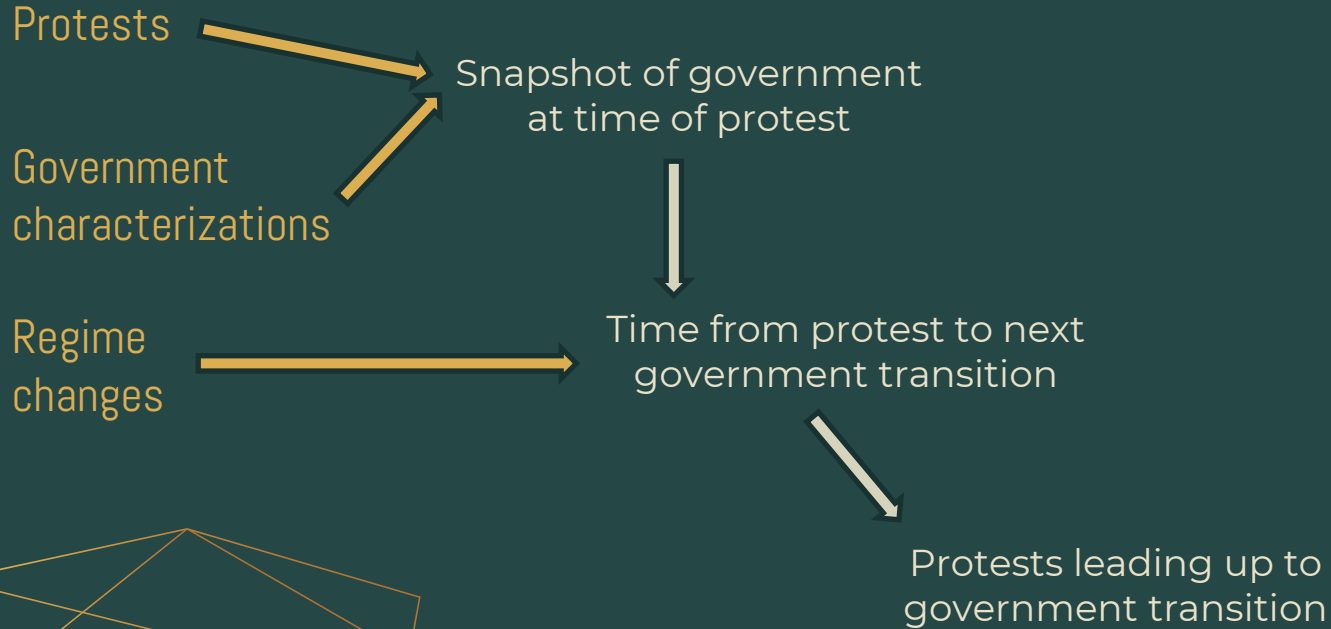 Protests
Snapshot of government
at time of protest
Government
characterizations
Regime
changes
Time from protest to next
government transition
Protests leading up to
government transition